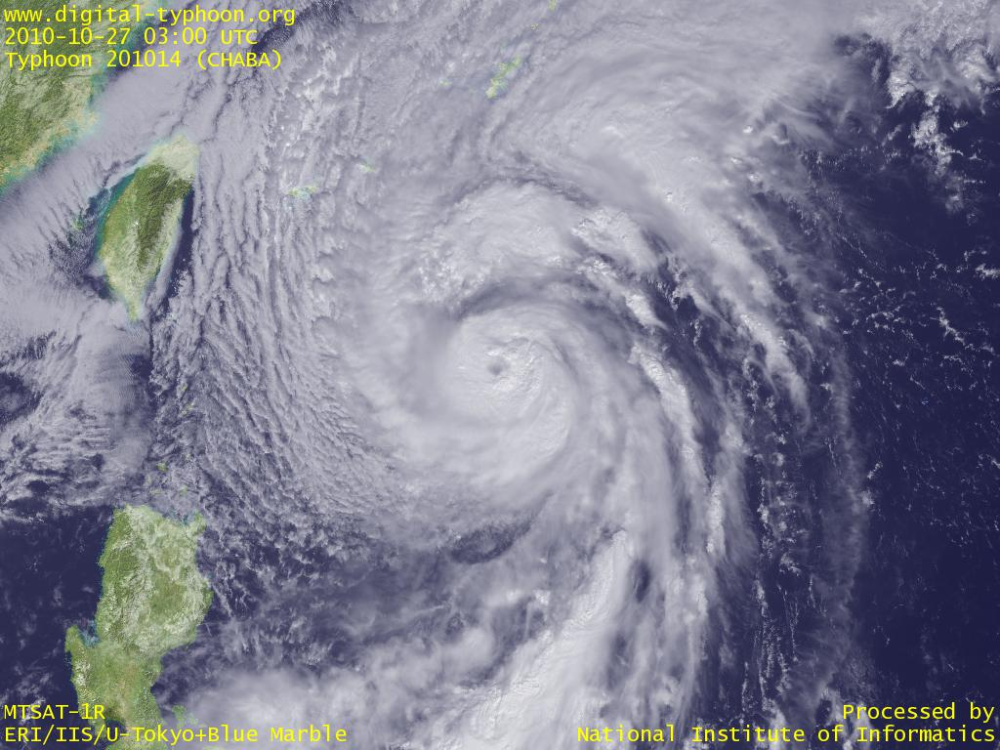 www.digital-typhoon.org
2010-10-27 03:00 UTC
Typhoon 201014 (CHABA)
MTSAT-1R
ERI/IIS/U-Tokyo+Blue Marble
Processed by
National Institute of Informatics